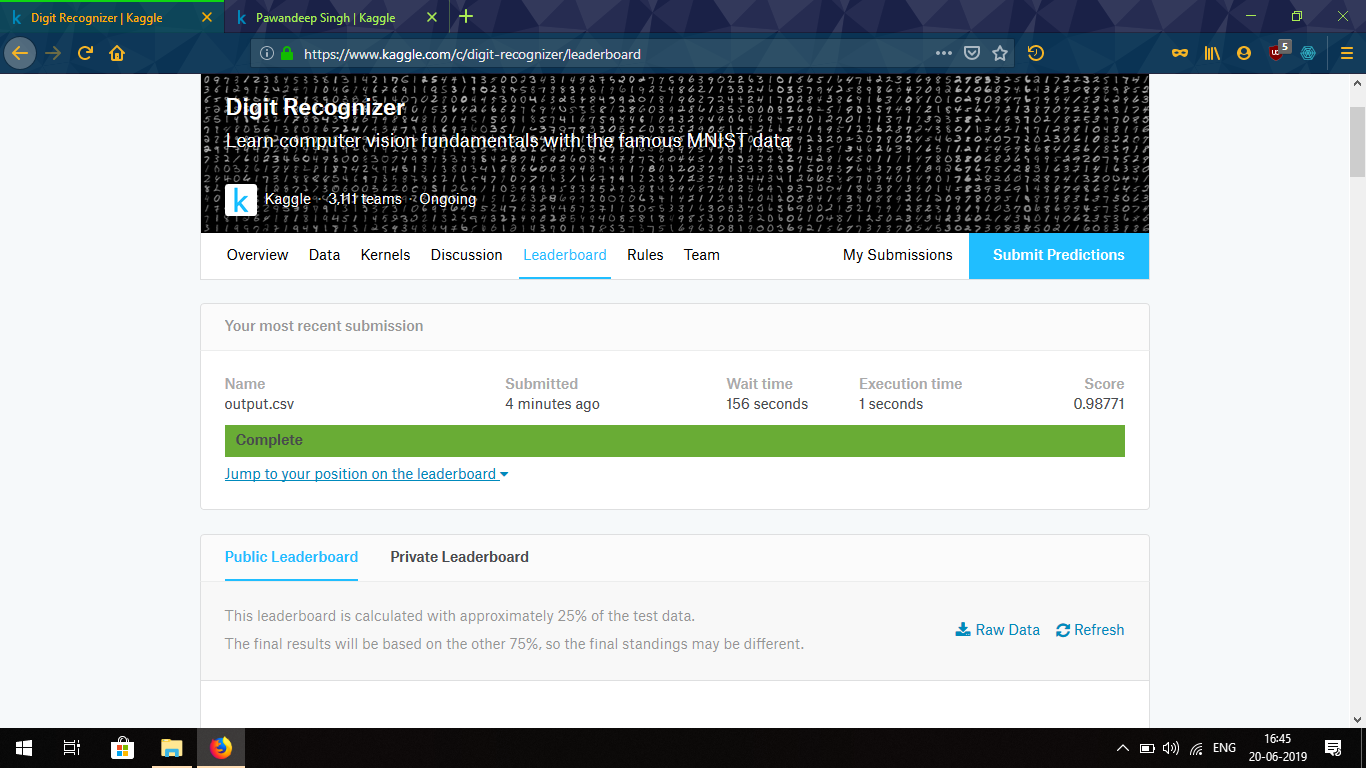 Digit Recognizer | Kaggle
Pawandeep Singh | Kaggle
https://www.kaggle.com/c/digit-recognizer/leaderboard
5
Digit Recognizer
Learn computer vision fundamentals with the famous MNIST data
k
Kaggle · 3,111 teams · Ongoing
Overview Data Kernels Discussion Leaderboard Rules Team My Submissions Submit Predictions
Your most recent submission
Name Submitted Wait time Execution time Score
output.csv 4 minutes ago 156 seconds 1 seconds 0.98771
Complete
Jump to your position on the leaderboard
Public Leaderboard Private Leaderboard
This leaderboard is calculated with approximately 25% of the test data.
The final results will be based on the other 75%, so the final standings may be different.
Raw Data Refresh
ENG
16:45
20-06-2019